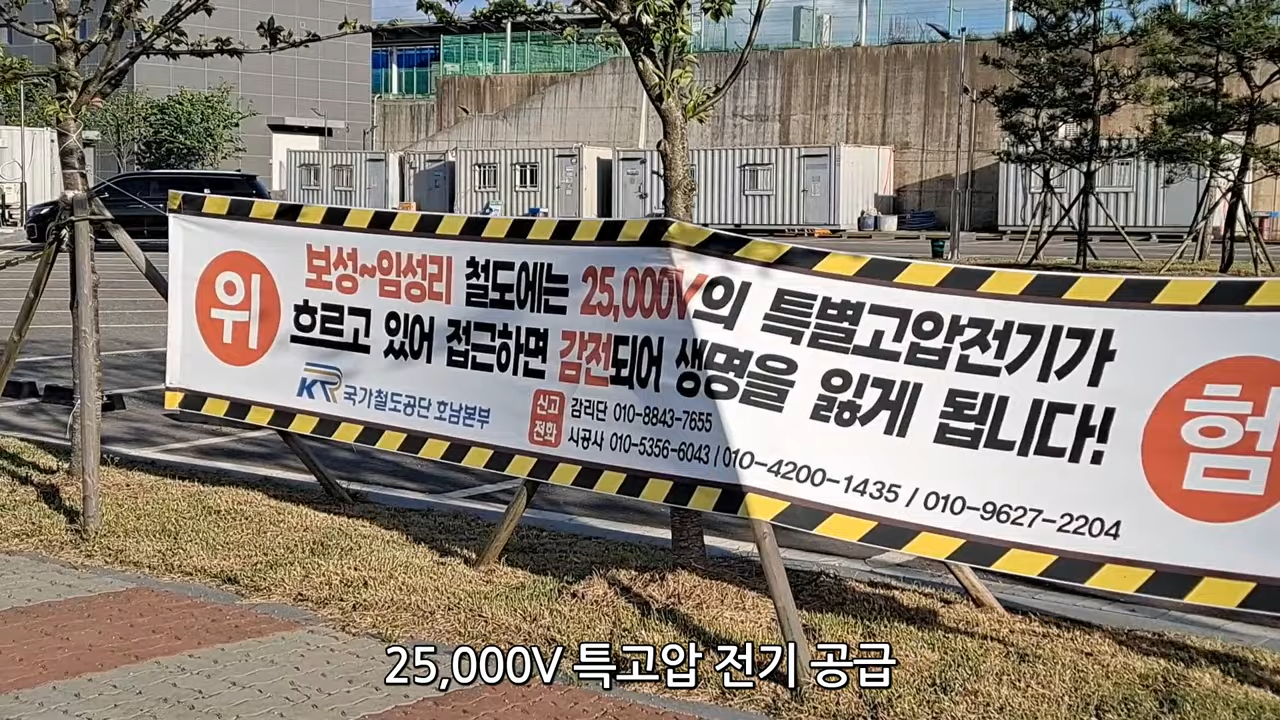 위
보성~임성리 철도에는 25,000V의 특별고압전기가
흐르고 있어 접근하면 감전되어 생명을 잃게 됩니다!
험
KR 국가철도공단 호남본부
신고
전화
감리단 010-8843-7655
시공사 010-5356-6043 / 010-4200-1435 / 010-9627-2204
25,000V 특고압 전기 공급